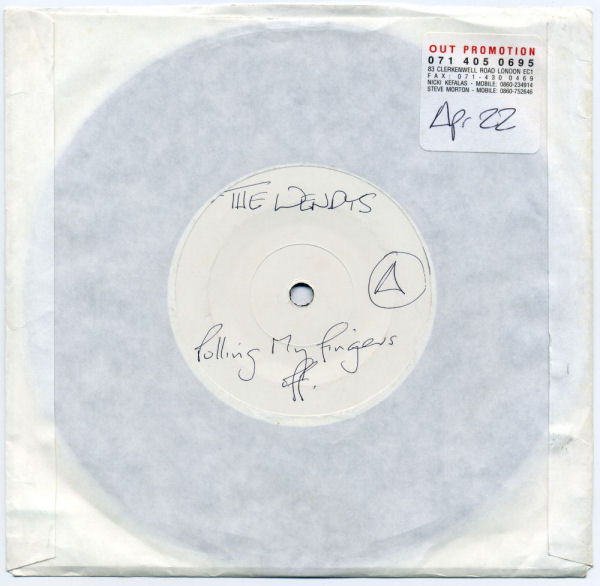 OUT PROMOTION
071 405 0695
83 CLERKENWELL ROAD LONDON EC1
FAX: 071-430 0469
NICKI KEFALAS - MOBILE: 0860-234914
STEVE MORTON - MOBILE: 0860-752646
Apr 22
THE WENDYS
A
Pulling My Fingers
off.